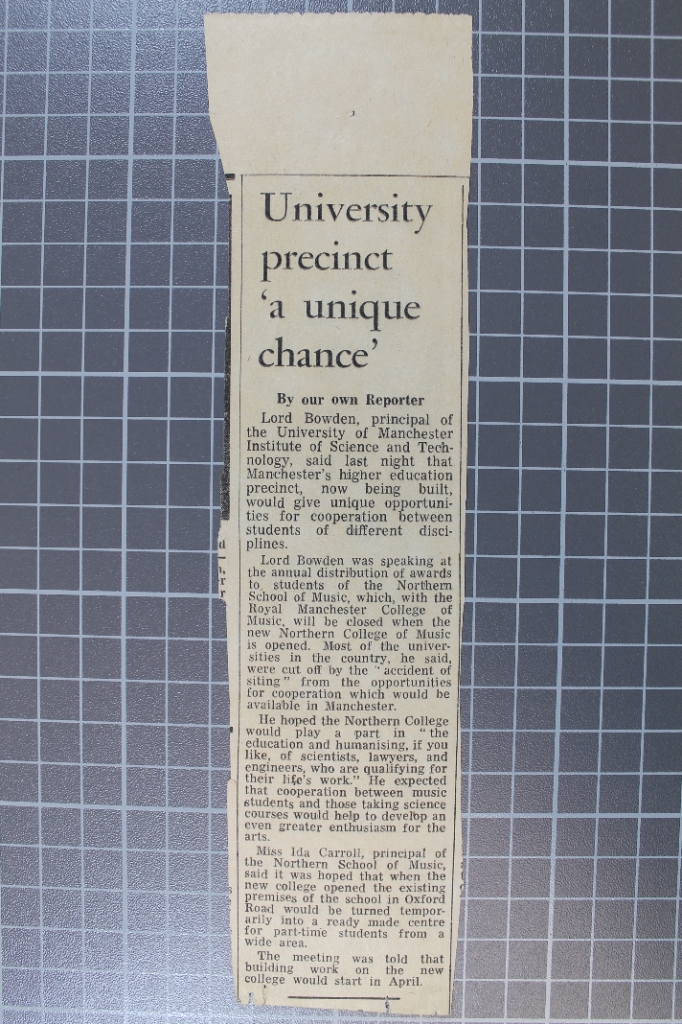 University
precinct
‘a unique
chance’
By our own Reporter
Lord Bowden, principal of
the University of Manchester
Institute of Science and Tech-
nology, said last night that
Manchester's higher education
precinct, now being built,
would give unique opportuni-
ties for cooperation between
students of different disci-
plines.
Lord Bowden was speaking at
the annual distribution of awards
to students of the Northern
School of Music, which, with the
Royal Manchester College of
Music, will be closed when the
new Northern College of Music
is opened. Most of the univer-
sities in the country, he said,
were cut off by the "accident of
siting" from the opportunities
for cooperation which would be
available in Manchester.
He hoped the Northern College
would play a part in "the
education and humanising, if you
like, of scientists, lawyers, and
engineers, who are qualifying for
their life's work." He expected
that cooperation between music
students and those taking science
courses would help to develop an
even greater enthusiasm for the
arts.
Miss Ida Carroll, principal of
the Northern School of Music,
said it was hoped that when the
new college opened the existing
premises of the school in Oxford
Road would be turned tempor-
arily into a ready made centre
for part-time students from a
wide area.
The meeting was told that
building work on the new
college would start in April.